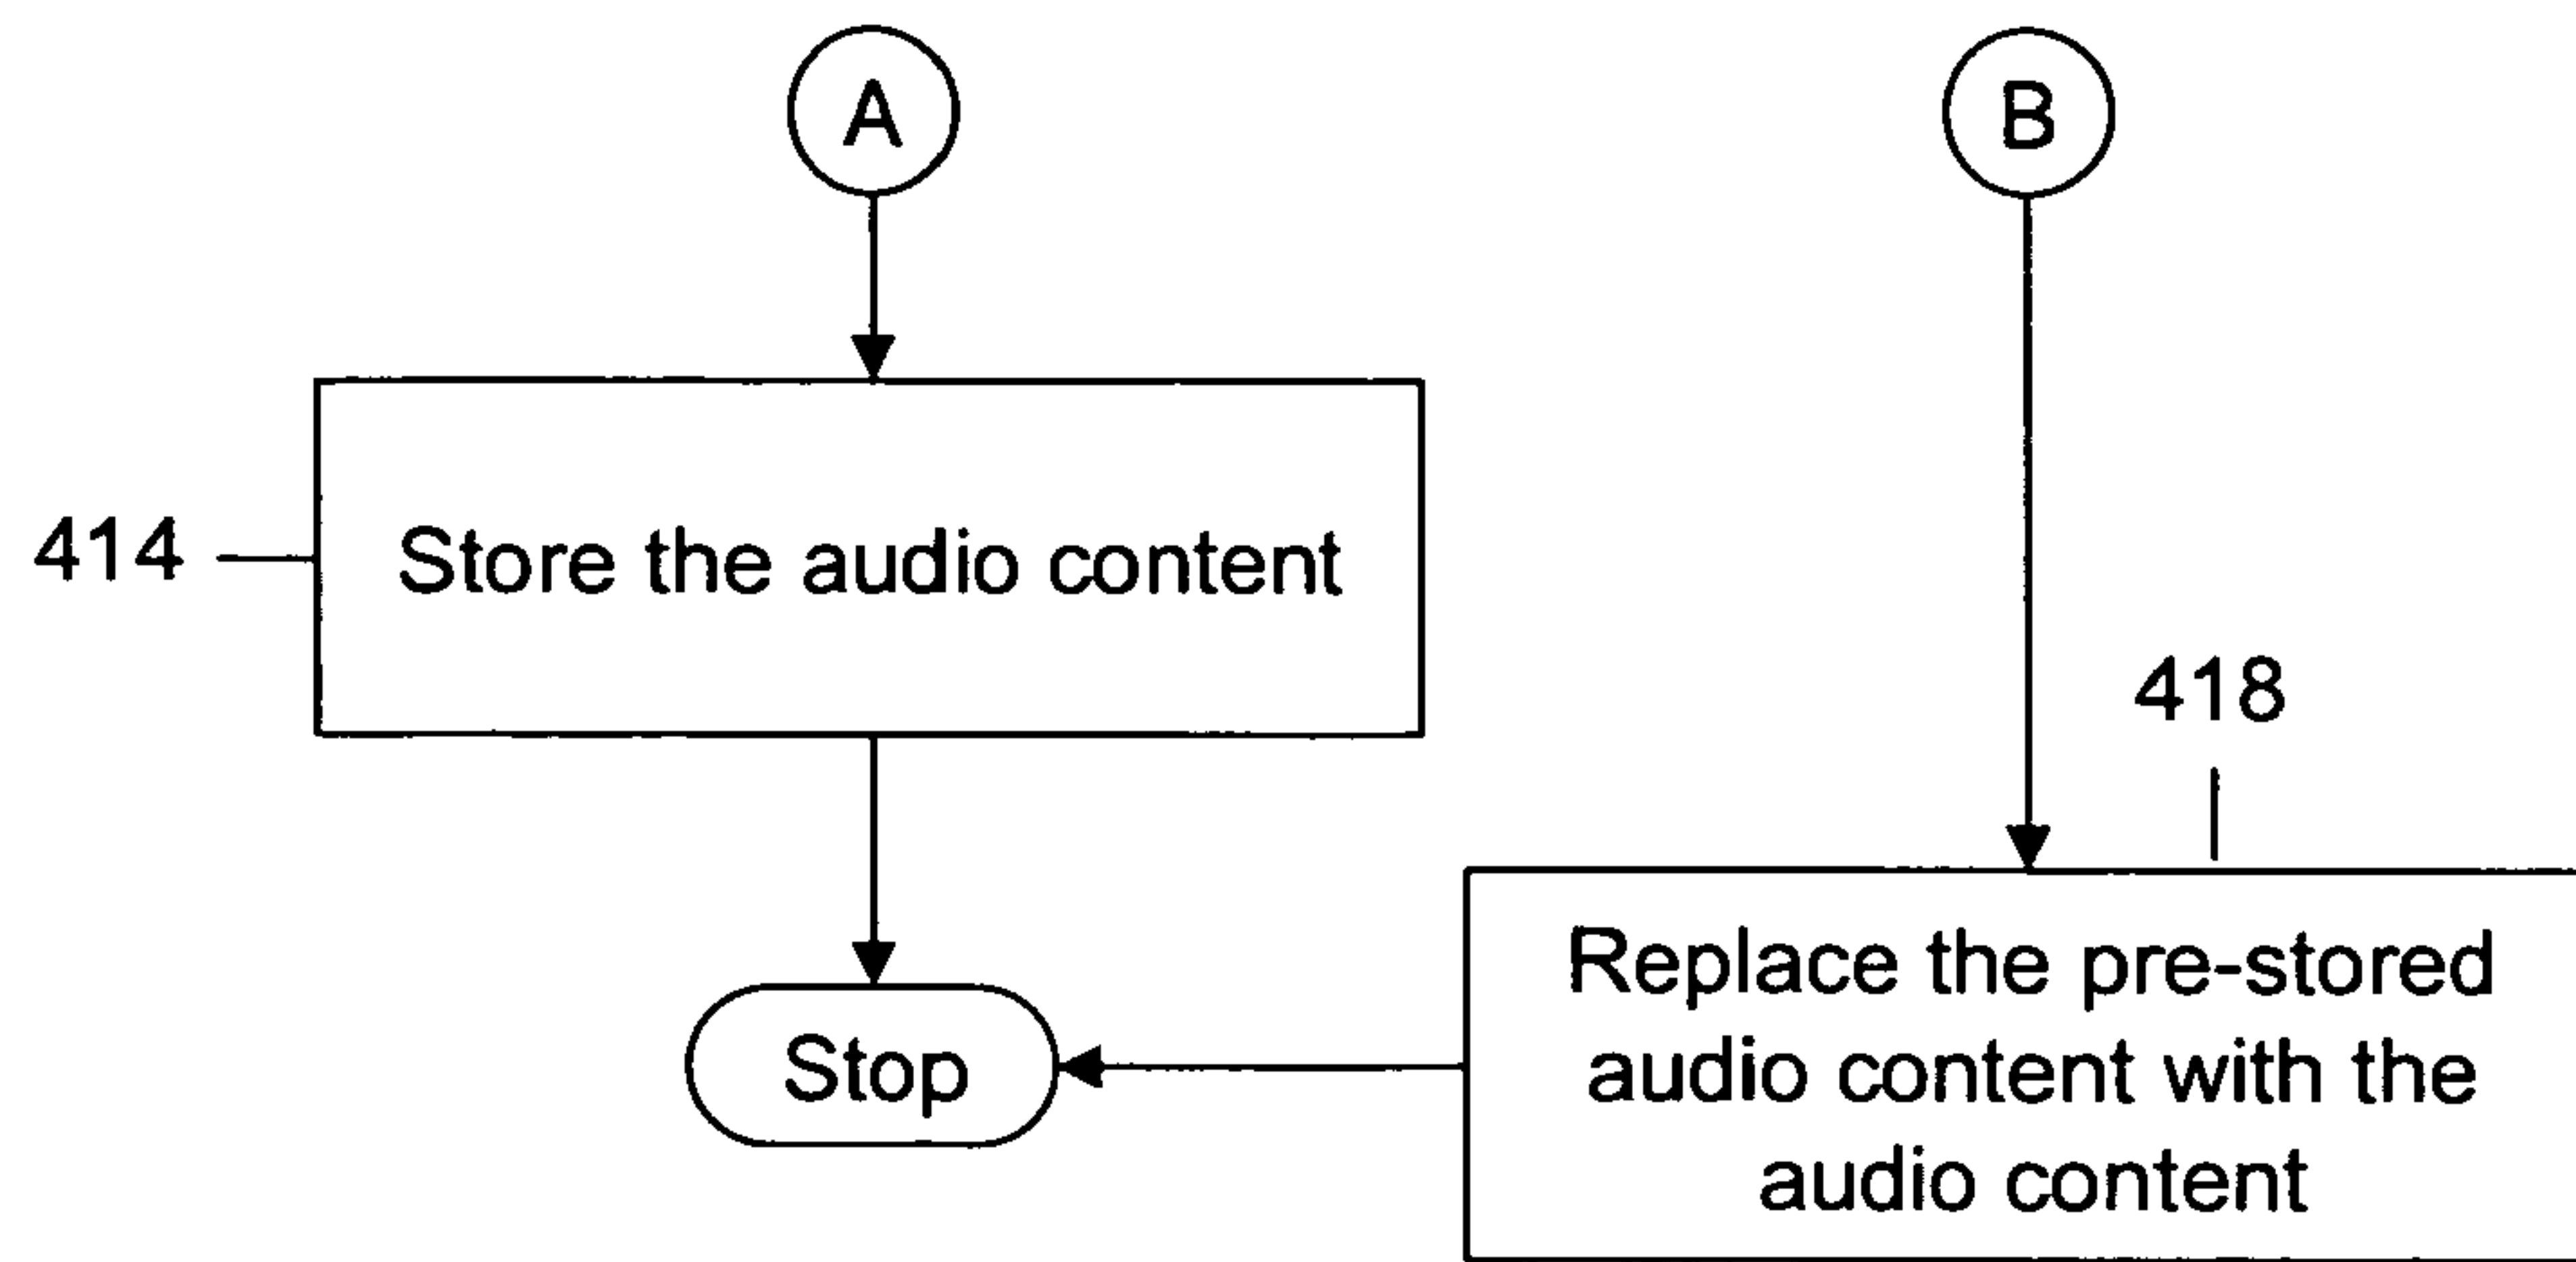 A
B
414
Store the audio content
418
Replace the pre-stored
audio content with the
audio content
Stop